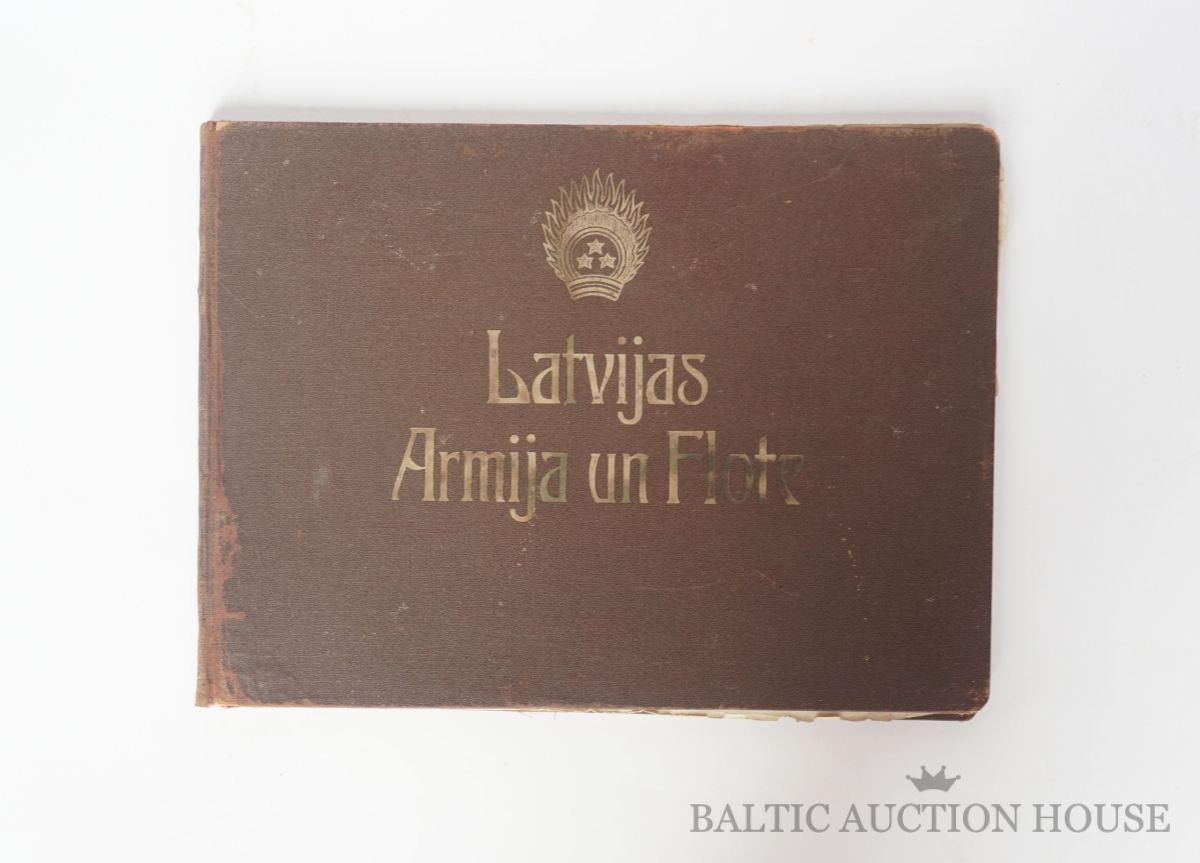 Latvijas
Armija un Flote
BALTIC AUCTION HOUSE